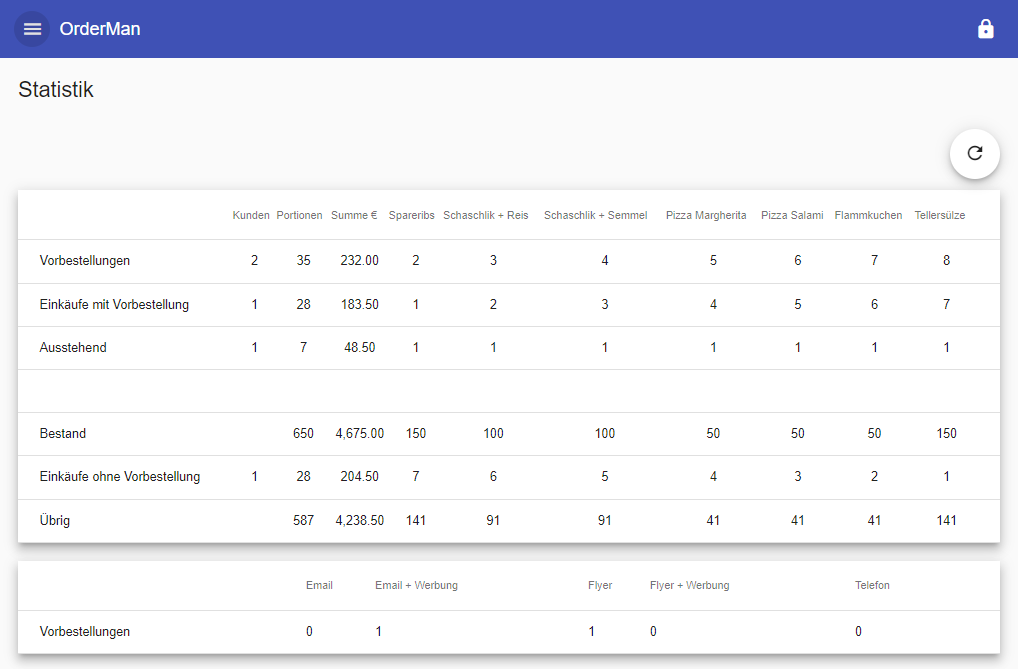 OrderMan
Statistik
Kunden Portionen Summe € Spareribs Schaschlik + Reis Schaschlik + Semmel Pizza Margherita Pizza Salami Flammkuchen Tellersülze
Vorbestellungen 2 35 232.00 2 3 4 5 6 7 8
Einkäufe mit Vorbestellung 1 28 183.50 1 2 3 4 5 6 7
Ausstehend 1 7 48.50 1 1 1 1 1 1 1
Bestand 650 4,675.00 150 100 100 50 50 50 150
Einkäufe ohne Vorbestellung 1 28 204.50 7 6 5 4 3 2 1
Übrig 587 4,238.50 141 91 91 41 41 41 141
Email Email + Werbung Flyer Flyer + Werbung Telefon
Vorbestellungen 0 1 1 0 0